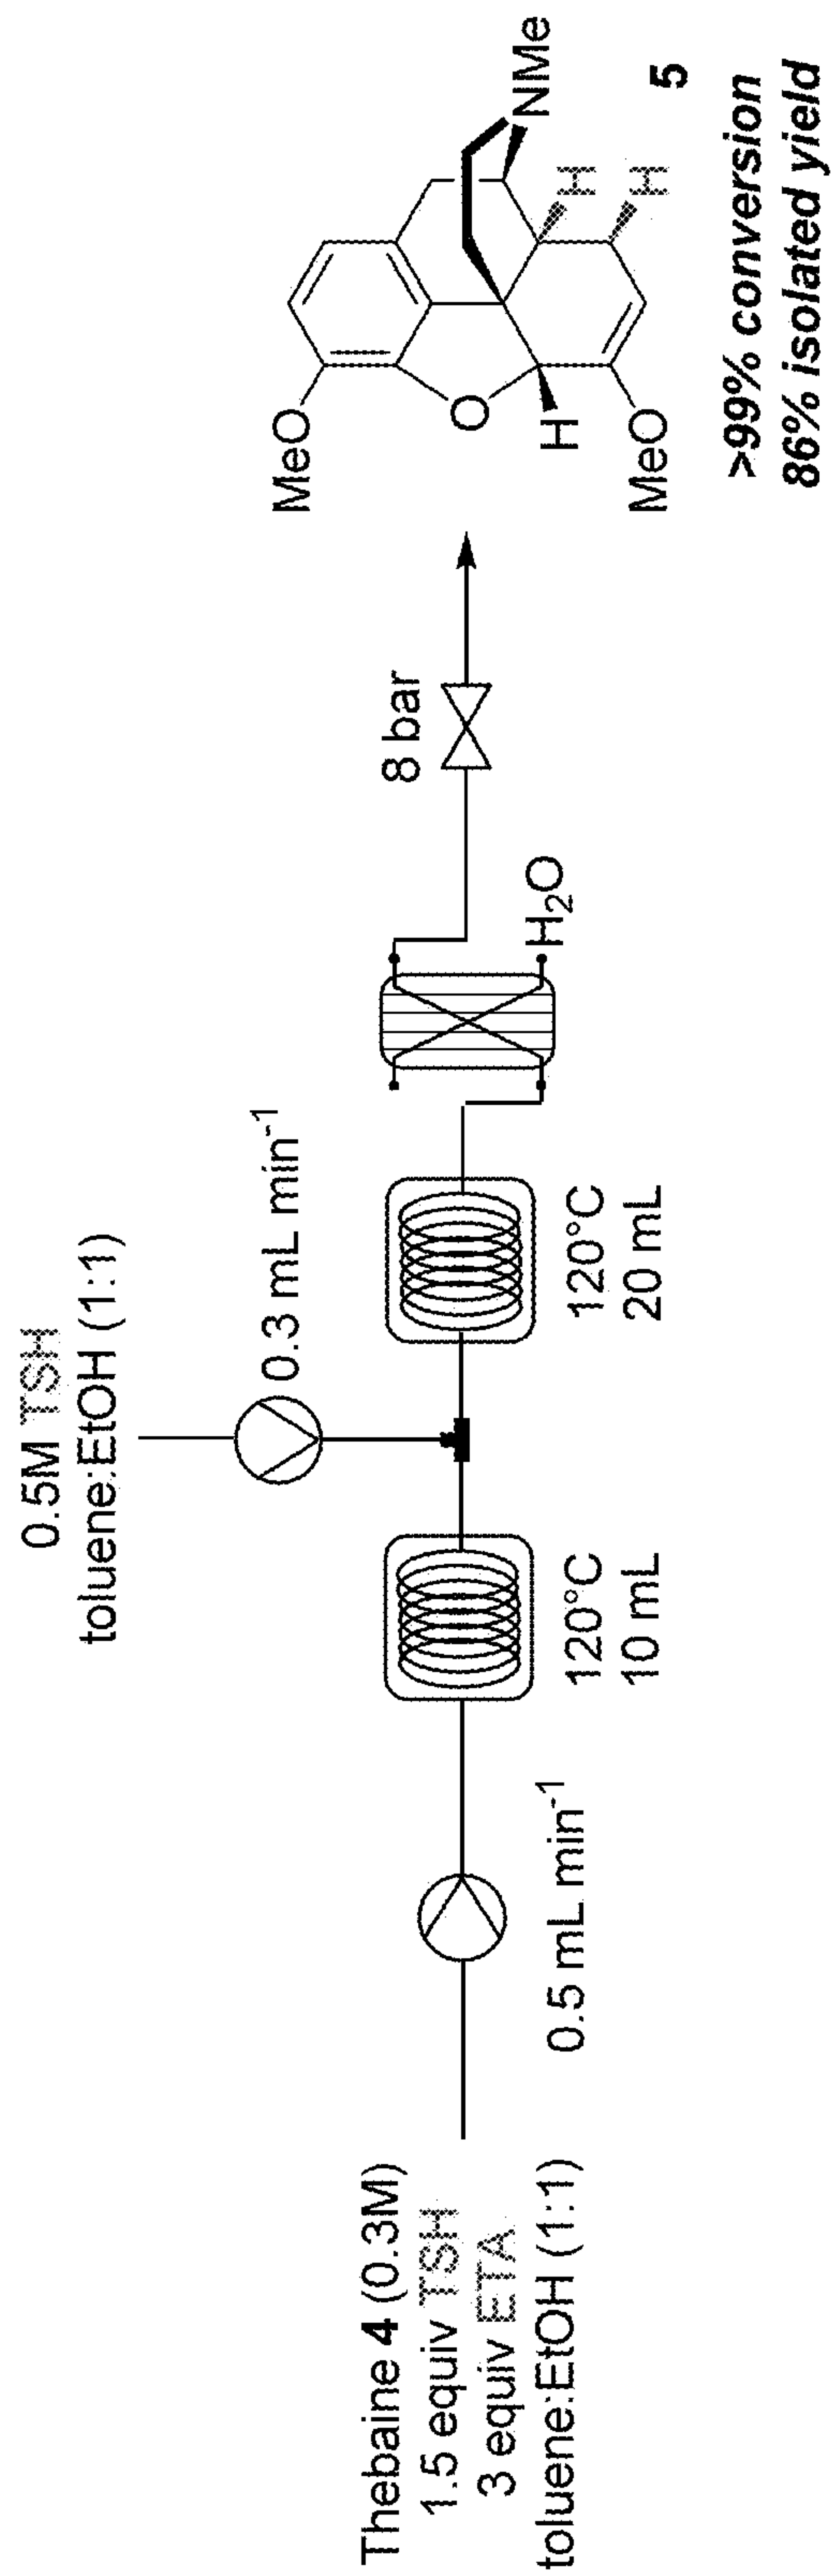 Thebaine 4 (0.3M)
1.5 equiv TSH
3 equiv ETA
toluene:EtOH (1:1)
0.5 mL min-1
120°C
10 mL
0.5M TSH
toluene:EtOH (1:1)
0.3 mL min-1
120°C
20 mL
H2O
8 bar
MeO
O
H
MeO
H
H
NMe
5
>99% conversion
86% isolated yield